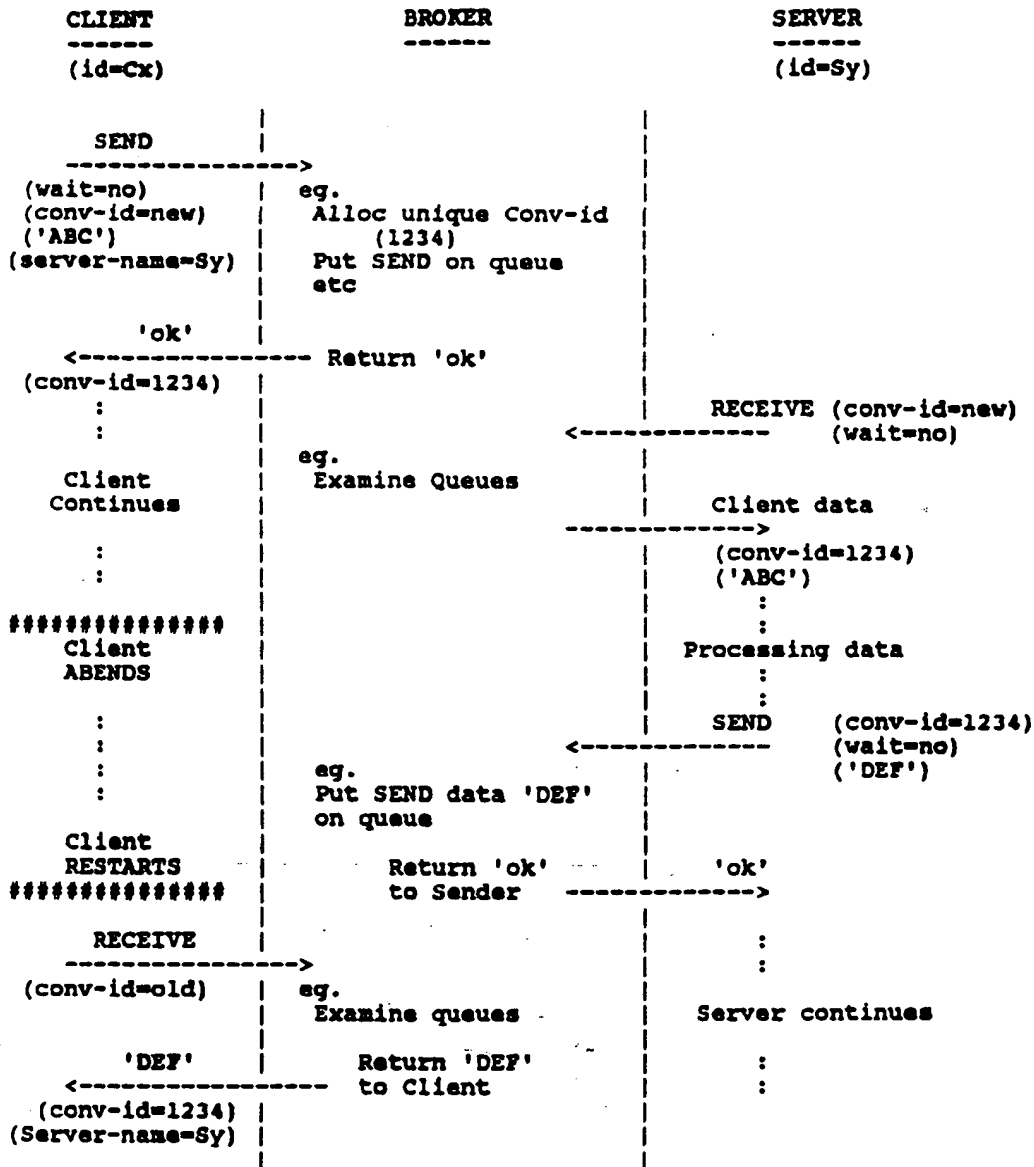 CLIENT BROKER SERVER
------ ------ ------
(id=Cx) (id=Sy)
SEND
---------------->
(wait=no) eg.
(conv-id=new) Alloc unique Conv-id
('ABC') (1234)
(server-name=Sy) Put SEND on queue
etc
'ok'
<---------------- Return 'ok'
(conv-id=1234)
: RECEIVE (conv-id=new)
: <------------- (wait=no)
eg.
Client Examine Queues
Continues Client data
------------->
: (conv-id=1234)
: ('ABC')
:
############### :
Client Processing data
ABENDS :
:
: SEND (conv-id=1234)
: <------------- (wait=no)
: eg. ('DEF')
: Put SEND data 'DEF'
on queue
Client
RESTARTS Return 'ok' 'ok'
############### to Sender ------------->
RECEIVE :
----------------> :
(conv-id=old) eg.
Examine queues Server continues
'DEF' Return 'DEF' :
<---------------- to Client :
(conv-id=1234)
(Server-name=Sy)